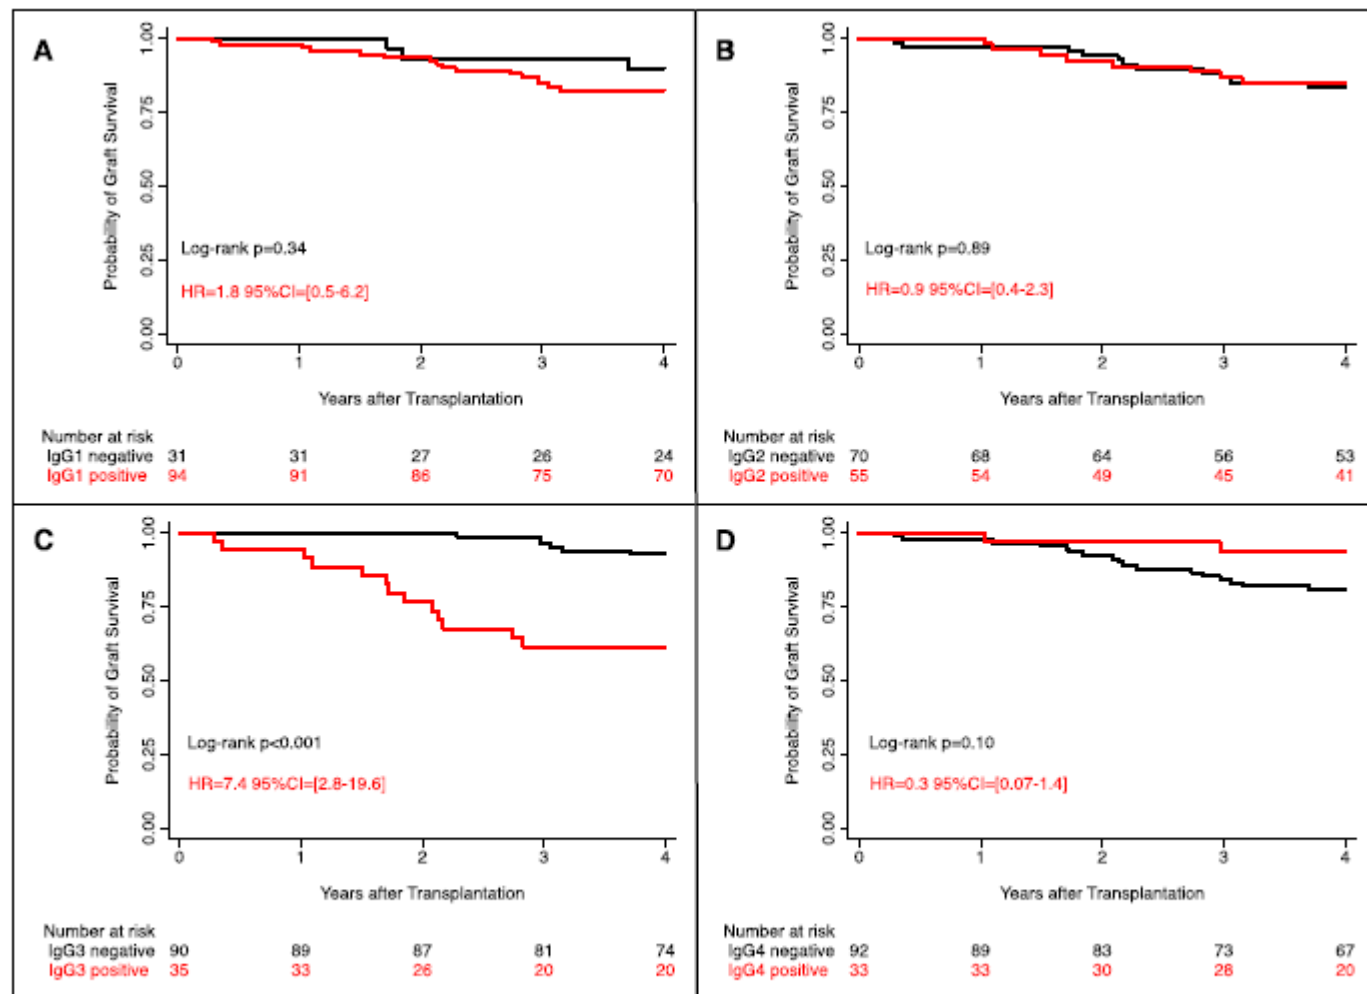 A
Probability of Graft Survival
1.00
0.75
0.50
0.25
0.00
Log-rank p=0.34
HR=1.8 95%CI=[0.5-6.2]
0 1 2 3 4
Years after Transplantation
Number at risk
IgG1 negative 31 31 27 26 24
IgG1 positive 94 91 86 75 70
B
Probability of Graft Survival
1.00
0.75
0.50
0.25
0.00
Log-rank p=0.89
HR=0.9 95%CI=[0.4-2.3]
0 1 2 3 4
Years after Transplantation
Number at risk
IgG2 negative 70 68 64 56 53
IgG2 positive 55 54 49 45 41
C
Probability of Graft Survival
1.00
0.75
0.50
0.25
0.00
Log-rank p<0.001
HR=7.4 95%CI=[2.8-19.6]
0 1 2 3 4
Years after Transplantation
Number at risk
IgG3 negative 90 89 87 81 74
IgG3 positive 35 33 26 20 20
D
Probability of Graft Survival
1.00
0.75
0.50
0.25
0.00
Log-rank p=0.10
HR=0.3 95%CI=[0.07-1.4]
0 1 2 3 4
Years after Transplantation
Number at risk
IgG4 negative 92 89 83 73 67
IgG4 positive 33 33 30 28 20